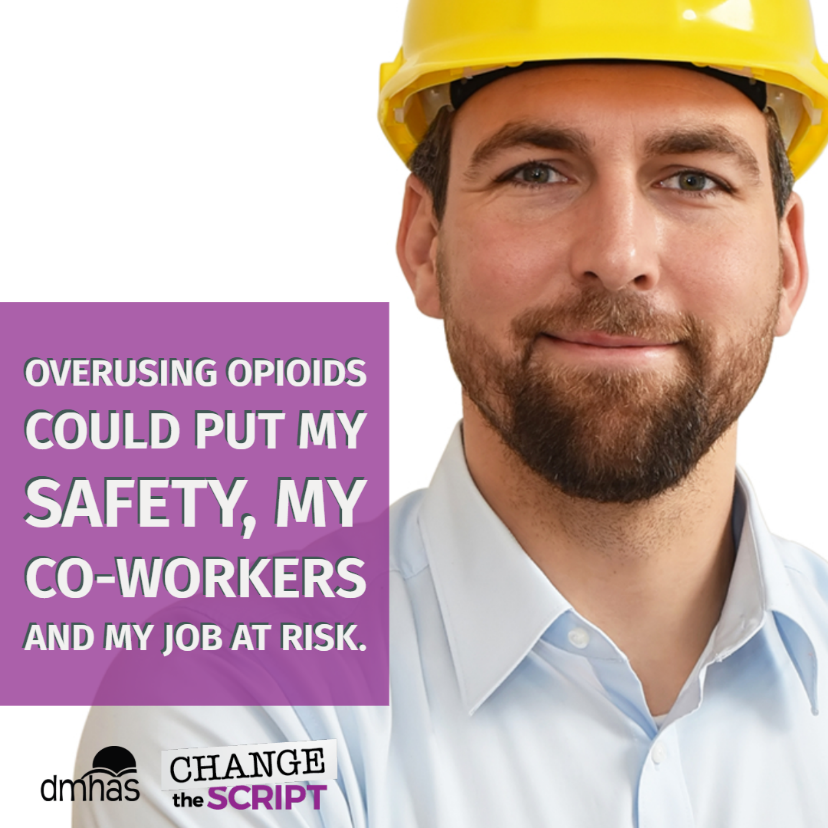 OVERUSING OPIOIDS
COULD PUT MY
SAFETY, MY
CO-WORKERS
AND MY JOB AT RISK.
dmhas
CHANGE
the SCRIPT